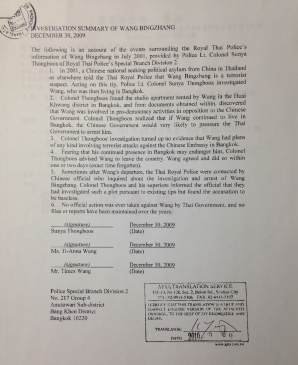 INVESTIGATION SUMMARY OF WANG BINGZHANG
DECEMBER 30, 2009
The following is an account of the events surrounding the Royal Thai Police's
information of Wang Bingzhang in July 2001, provided by Police Lt. Colonel Sunya
Thongboos of Royal Thai Police's Special Branch Division 2.
1. In 2001, a Chinese national seeking political asylum from China in Thailand
or elsewhere told the Thai Royal Police that Wang Bingzhang is a terrorist
suspect. Acting on this tip, Police Lt. Colonel Sunya Thongboos investigated
Wang, who was then living in Bangkok.
2. Colonel Thongboos found the studio apartment rented by Wang in the Huai
Khwang district in Bangkok, and from documents obtained within, discovered
that Wang was involved in pro-democracy activities in opposition to the Chinese
Government. Colonel Thongboos realized that if Wang continued to live in
Bangkok, the Chinese Government would very likely to pressure the Thai
Government to arrest him.
3. Colonel Thongboos' investigation turned up no evidence that Wang had plans
of any kind involving terrorist attacks against the Chinese Embassy in Bangkok.
4. Fearing that his continued presence in Bangkok may endanger him, Colonel
Thongboos advised Wang to leave the country. Wang agreed and did so within
one or two days (exact time forgotten).
5. Sometimes after Wang's departure, the Thai Royal Police were contacted by
Chinese official who inquired about the investigation and arrest of Wang
Bingzhang. Colonel Thongboos and his superiors informed the official that they
had investigated such a plot pursuant to existing tips but found the accusation to
be baseless.
6. No official action was ever taken against Wang by Thai Government, and no
files or reports have been maintained over the years.
(signature) December 30, 2009
Sunya Thongboos (Date)
(signature) December 30, 2009
Ms. Ti-Anna Wang (Date)
(signature) December 30, 2009
Mr. Times Wang (Date)
Police Special Branch Division 2
No. 217 Group 4
Anusawari Sub-district
Bang Khen District
Bangkok 10220
TRANSLATION SERVICE
TRANSLATOR
DATE